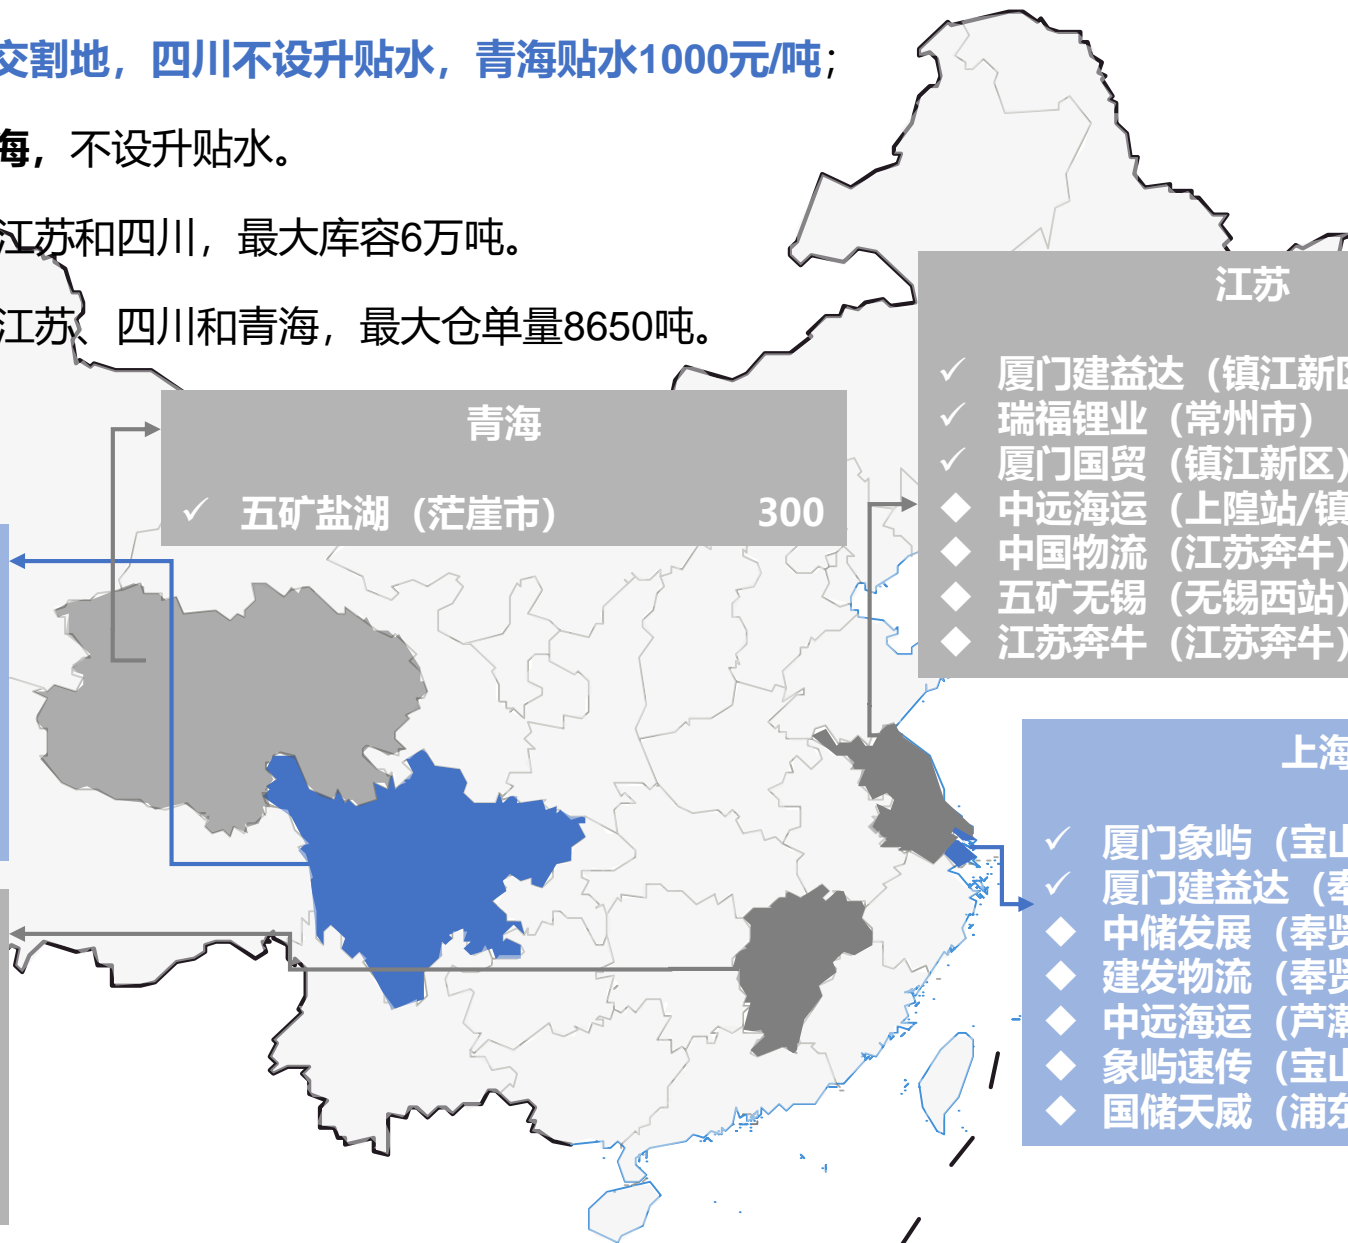 交割地，四川不设升贴水，青海贴水1000元/吨；
海，不设升贴水。
江苏和四川，最大库容6万吨。
江苏、四川和青海，最大仓单量8650吨。
江苏
✓ 厦门建益达（镇江新区
✓ 瑞福锂业（常州市）
✓ 厦门国贸（镇江新区）
◆ 中远海运（上隍站/镇
◆ 中国物流（江苏奔牛）
◆ 五矿无锡（无锡西站）
◆ 江苏奔牛（江苏奔牛）
青海
✓ 五矿盐湖（茫崖市） 300
上海
✓ 厦门象屿（宝山
✓ 厦门建益达（奉
◆ 中储发展（奉贤
◆ 建发物流（奉贤
◆ 中远海运（芦潮
◆ 象屿速传（宝山
◆ 国储天威（浦东